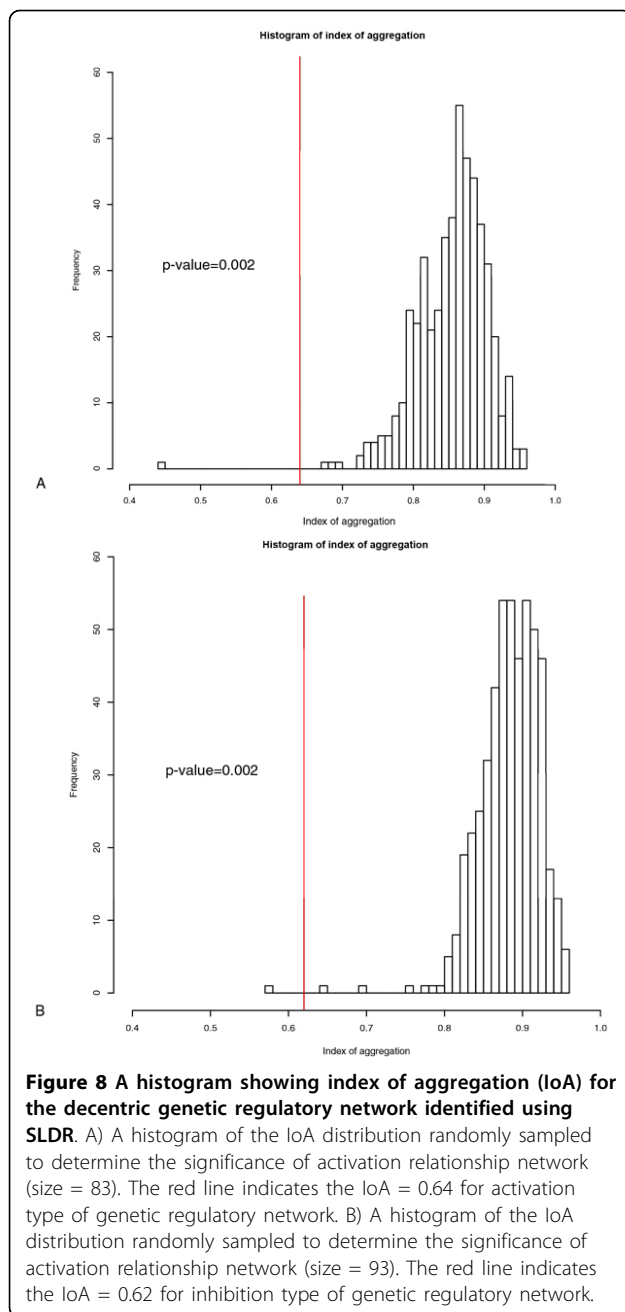 Histogram of index of aggregation
60
50
40
30
20
10
0
Frequency
p-value=0.002
A
0.4 0.5 0.6 0.7 0.8 0.9 1.0
Index of aggregation
Histogram of index of aggregation
60
50
40
30
20
10
0
Frequency
p-value=0.002
B
0.4 0.5 0.6 0.7 0.8 0.9 1.0
Index of aggregation
Figure 8 A histogram showing index of aggregation (IoA) for
the decentric genetic regulatory network identified using
SLDR. A) A histogram of the IoA distribution randomly sampled
to determine the significance of activation relationship network
(size = 83). The red line indicates the IoA = 0.64 for activation
type of genetic regulatory network. B) A histogram of the IoA
distribution randomly sampled to determine the significance of
activation relationship network (size = 93). The red line indicates
the IoA = 0.62 for inhibition type of genetic regulatory network.